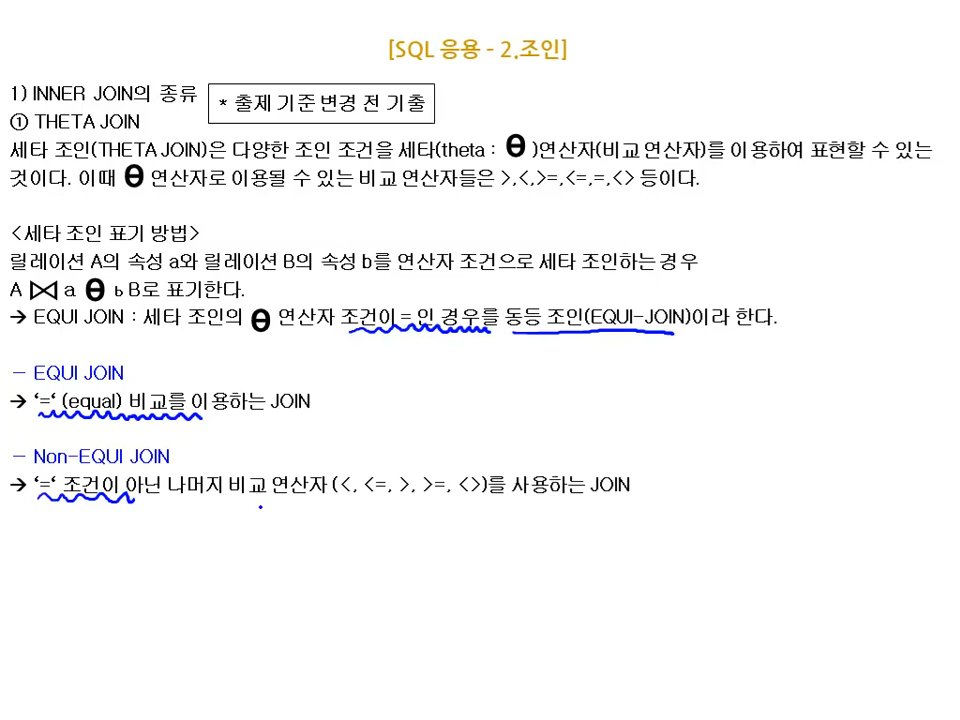 [SQL 응용 - 2.조인]
1) INNER JOIN의 종류
* 출제 기준 변경 전 기출
① THETA JOIN
세타 조인(THETA JOIN)은 다양한 조인 조건을 세타(theta : Ө )연산자(비교 연산자)를 이용하여 표현할 수 있는
것이다. 이때 Ө 연산자로 이용될 수 있는 비교 연산자들은 >,<,>=,<=,=,<> 등이다.
<세타 조인 표기 방법>
릴레이션 A의 속성 a와 릴레이션 B의 속성 b를 연산자 조건으로 세타 조인하는 경우
A ⋈ a Ө b B로 표기한다.
→ EQUI JOIN : 세타 조인의 Ө 연산자 조건이 = 인 경우를 동등 조인(EQUI-JOIN)이라 한다.
- EQUI JOIN
→ ‘=‘ (equal) 비교를 이용하는 JOIN
- Non-EQUI JOIN
→ ‘=‘ 조건이 아닌 나머지 비교 연산자 (<, <=, >, >=, <>)를 사용하는 JOIN